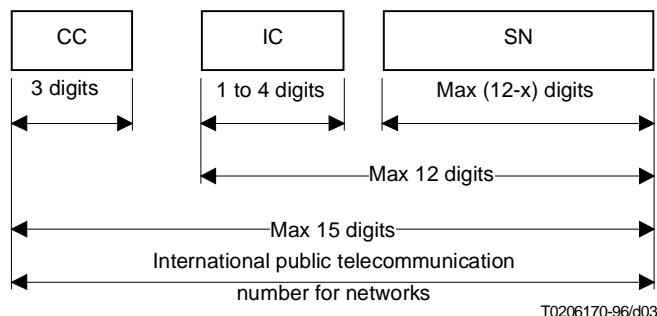 CC
IC
SN
3 digits
1 to 4 digits
Max (12-x) digits
Max 12 digits
Max 15 digits
International public telecommunication
number for networks
T0206170-96/d03